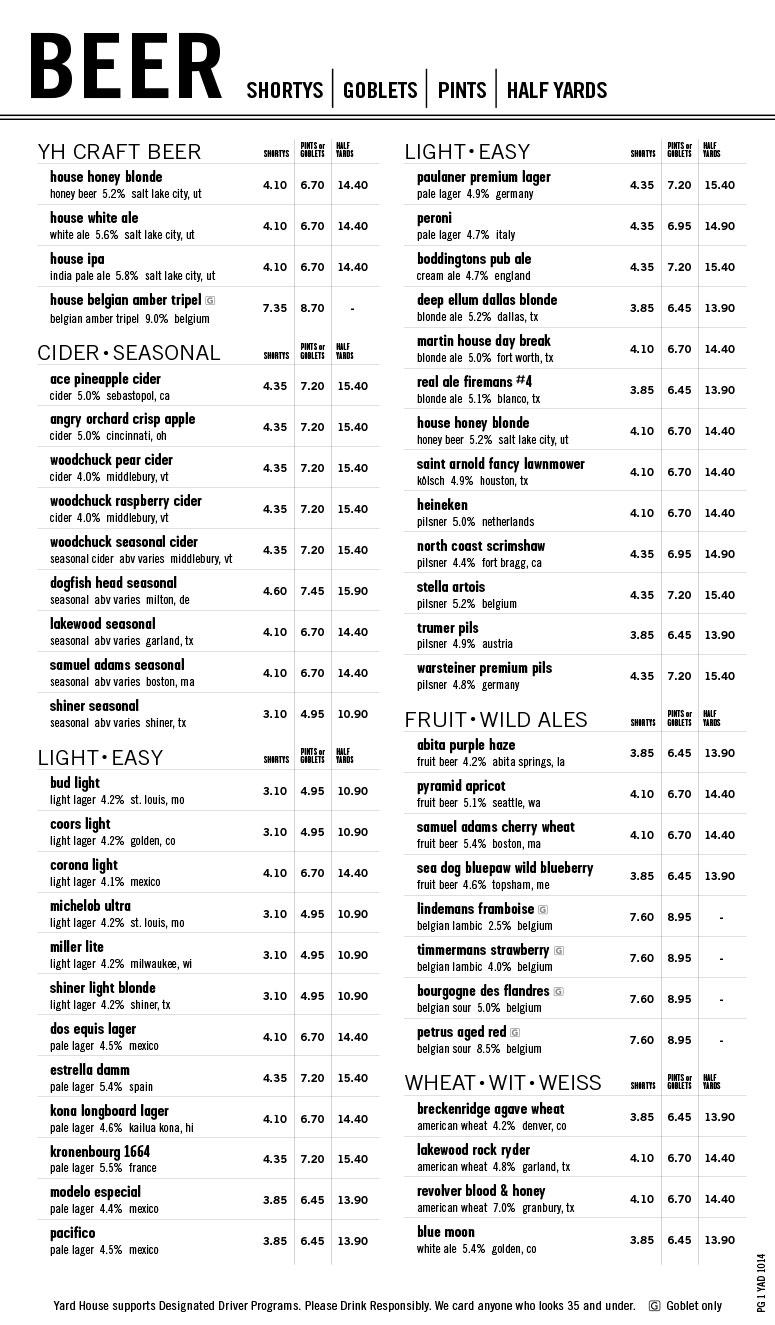 BEER SHORTYS | GOBLETS | PINTS | HALF YARDS
YH CRAFT BEER SHORTYS PINTS or GOBLETS HALF YARDS
house honey blonde 4.10 6.70 14.40
honey beer 5.2% salt lake city, ut
house white ale 4.10 6.70 14.40
white ale 5.6% salt lake city, ut
house ipa 4.10 6.70 14.40
india pale ale 5.8% salt lake city, ut
house belgian amber tripel G 7.35 8.70 -
belgian amber tripel 9.0% belgium
CIDER • SEASONAL SHORTYS PINTS or GOBLETS HALF YARDS
ace pineapple cider 4.35 7.20 15.40
cider 5.0% sebastopol, ca
angry orchard crisp apple 4.35 7.20 15.40
cider 5.0% cincinnati, oh
woodchuck pear cider 4.35 7.20 15.40
cider 4.0% middlebury, vt
woodchuck raspberry cider 4.35 7.20 15.40
cider 4.0% middlebury, vt
woodchuck seasonal cider 4.35 7.20 15.40
seasonal cider abv varies middlebury, vt
dogfish head seasonal 4.60 7.45 15.90
seasonal abv varies milton, de
lakewood seasonal 4.10 6.70 14.40
seasonal abv varies garland, tx
samuel adams seasonal 4.10 6.70 14.40
seasonal abv varies boston, ma
shiner seasonal 3.10 4.95 10.90
seasonal abv varies shiner, tx
LIGHT • EASY SHORTYS PINTS or GOBLETS HALF YARDS
bud light 3.10 4.95 10.90
light lager 4.2% st. louis, mo
coors light 3.10 4.95 10.90
light lager 4.2% golden, co
corona light 4.10 6.70 14.40
light lager 4.1% mexico
michelob ultra 3.10 4.95 10.90
light lager 4.2% st. louis, mo
miller lite 3.10 4.95 10.90
light lager 4.2% milwaukee, wi
shiner light blonde 3.10 4.95 10.90
light lager 4.2% shiner, tx
dos equis lager 4.10 6.70 14.40
pale lager 4.5% mexico
estrella damm 4.35 7.20 15.40
pale lager 5.4% spain
kona longboard lager 4.10 6.70 14.40
pale lager 4.6% kailua kona, hi
kronenbourg 1664 4.35 7.20 15.40
pale lager 5.5% france
modelo especial 3.85 6.45 13.90
pale lager 4.4% mexico
pacifico 3.85 6.45 13.90
pale lager 4.5% mexico
LIGHT • EASY SHORTYS PINTS or GOBLETS HALF YARDS
paulaner premium lager 4.35 7.20 15.40
pale lager 4.9% germany
peroni 4.35 6.95 14.90
pale lager 4.7% italy
boddingtons pub ale 4.35 7.20 15.40
cream ale 4.7% england
deep ellum dallas blonde 3.85 6.45 13.90
blonde ale 5.2% dallas, tx
martin house day break 4.10 6.70 14.40
blonde ale 5.0% fort worth, tx
real ale firemans #4 3.85 6.45 13.90
blonde ale 5.1% blanco, tx
house honey blonde 4.10 6.70 14.40
honey beer 5.2% salt lake city, ut
saint arnold fancy lawnmower 4.10 6.70 14.40
kölsch 4.9% houston, tx
heineken 4.10 6.70 14.40
pilsner 5.0% netherlands
north coast scrimshaw 4.35 6.95 14.90
pilsner 4.4% fort bragg, ca
stella artois 4.35 7.20 15.40
pilsner 5.2% belgium
trumer pils 3.85 6.45 13.90
pilsner 4.9% austria
warsteiner premium pils 4.35 7.20 15.40
pilsner 4.8% germany
FRUIT • WILD ALES SHORTYS PINTS or GOBLETS HALF YARDS
abita purple haze 3.85 6.45 13.90
fruit beer 4.2% abita springs, la
pyramid apricot 4.10 6.70 14.40
fruit beer 5.1% seattle, wa
samuel adams cherry wheat 4.10 6.70 14.40
fruit beer 5.4% boston, ma
sea dog bluepaw wild blueberry 3.85 6.45 13.90
fruit beer 4.6% topsham, me
lindemans framboise G 7.60 8.95 -
belgian lambic 2.5% belgium
timmermans strawberry G 7.60 8.95 -
belgian lambic 4.0% belgium
bourgogne des flandres G 7.60 8.95 -
belgian sour 5.0% belgium
petrus aged red G 7.60 8.95 -
belgian sour 8.5% belgium
WHEAT • WIT • WEISS SHORTYS PINTS or GOBLETS HALF YARDS
breckenridge agave wheat 3.85 6.45 13.90
american wheat 4.2% denver, co
lakewood rock ryder 4.10 6.70 14.40
american wheat 4.8% garland, tx
revolver blood & honey 4.10 6.70 14.40
american wheat 7.0% granbury, tx
blue moon 3.85 6.45 13.90
white ale 5.4% golden, co
Yard House supports Designated Driver Programs. Please Drink Responsibly. We card anyone who looks 35 and under. G Goblet only
PG 1 YAD 1014